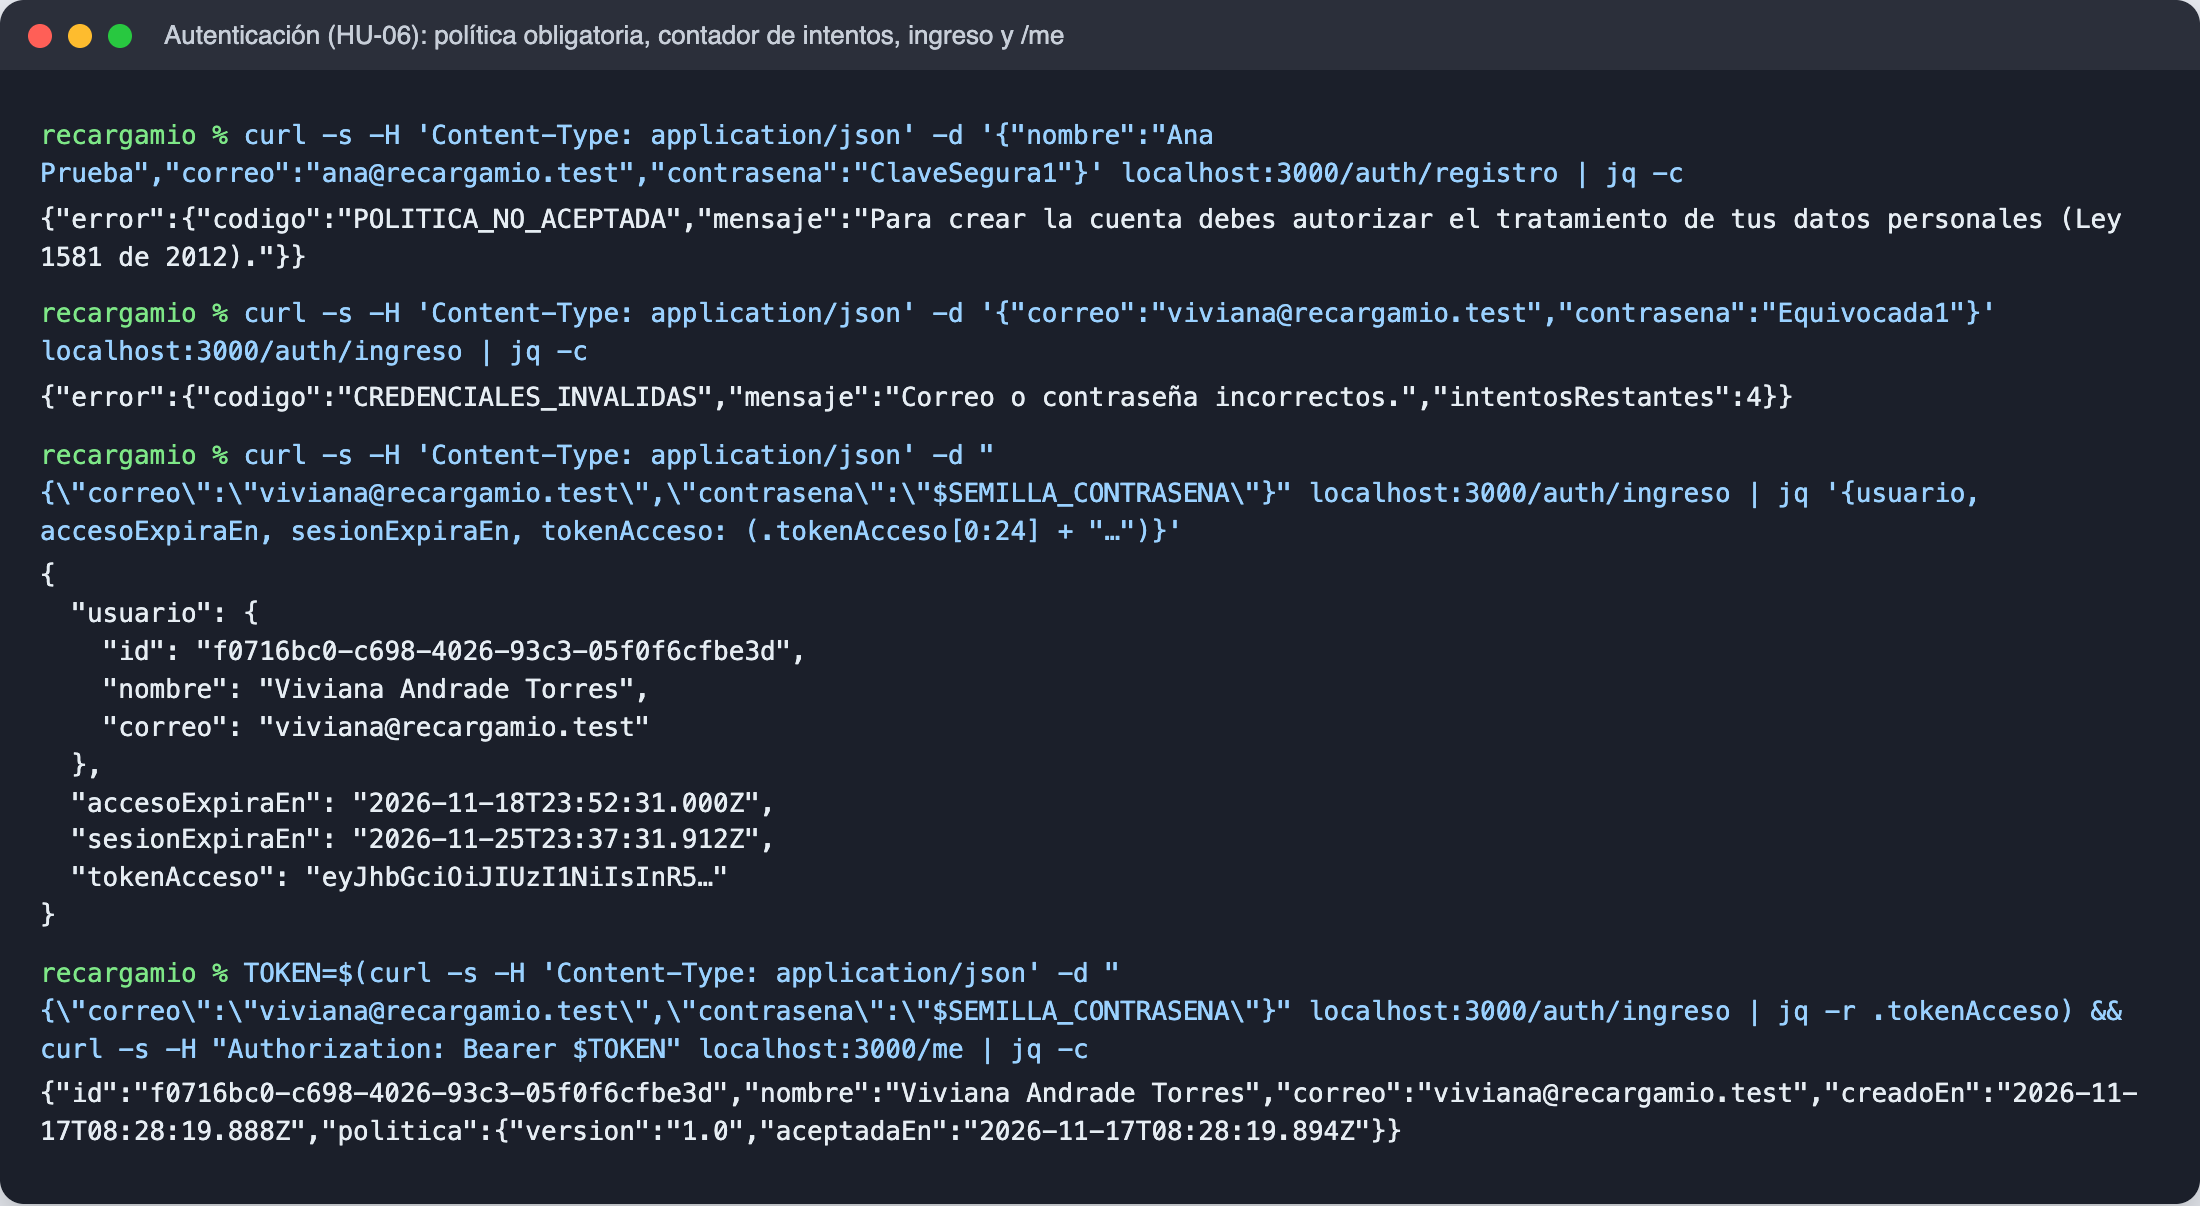 Autenticación (HU-06): política obligatoria, contador de intentos, ingreso y /me
recargamio % curl -s -H 'Content-Type: application/json' -d '{"nombre":"Ana
Prueba","correo":"ana@recargamio.test","contrasena":"ClaveSegura1"}' localhost:3000/auth/registro | jq -c
{"error":{"codigo":"POLITICA_NO_ACEPTADA","mensaje":"Para crear la cuenta debes autorizar el tratamiento de tus datos personales (Ley
1581 de 2012)."}}
recargamio % curl -s -H 'Content-Type: application/json' -d '{"correo":"viviana@recargamio.test","contrasena":"Equivocada1"}'
localhost:3000/auth/ingreso | jq -c
{"error":{"codigo":"CREDENCIALES_INVALIDAS","mensaje":"Correo o contraseña incorrectos.","intentosRestantes":4}}
recargamio % curl -s -H 'Content-Type: application/json' -d "
{\"correo\":\"viviana@recargamio.test\",\"contrasena\":\"$SEMILLA_CONTRASENA\"}" localhost:3000/auth/ingreso | jq '{usuario,
accesoExpiraEn, sesionExpiraEn, tokenAcceso: (.tokenAcceso[0:24] + "…")}'
{
  "usuario": {
    "id": "f0716bc0-c698-4026-93c3-05f0f6cfbe3d",
    "nombre": "Viviana Andrade Torres",
    "correo": "viviana@recargamio.test"
  },
  "accesoExpiraEn": "2026-11-18T23:52:31.000Z",
  "sesionExpiraEn": "2026-11-25T23:37:31.912Z",
  "tokenAcceso": "eyJhbGciOiJIUzI1NiIsInR5…"
}
recargamio % TOKEN=$(curl -s -H 'Content-Type: application/json' -d "
{\"correo\":\"viviana@recargamio.test\",\"contrasena\":\"$SEMILLA_CONTRASENA\"}" localhost:3000/auth/ingreso | jq -r .tokenAcceso) &&
curl -s -H "Authorization: Bearer $TOKEN" localhost:3000/me | jq -c
{"id":"f0716bc0-c698-4026-93c3-05f0f6cfbe3d","nombre":"Viviana Andrade Torres","correo":"viviana@recargamio.test","creadoEn":"2026-11-
17T08:28:19.888Z","politica":{"version":"1.0","aceptadaEn":"2026-11-17T08:28:19.894Z"}}